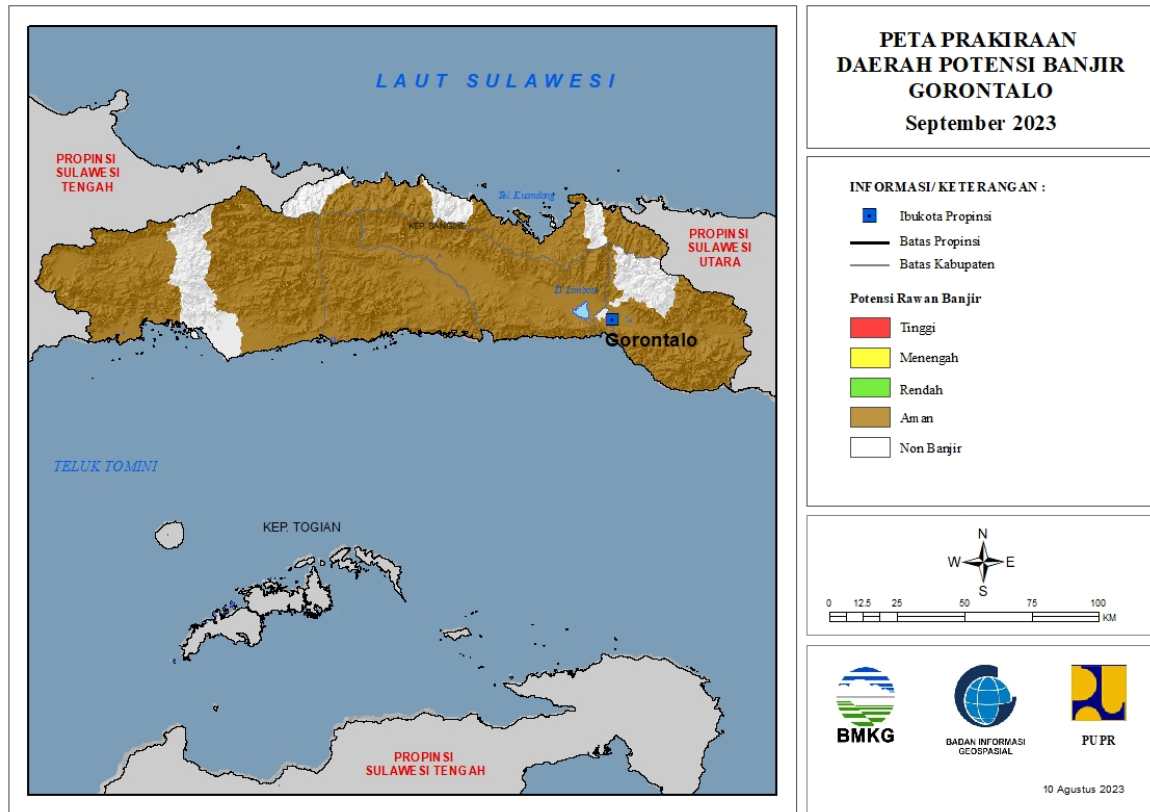 LAUT SULAWESI
PROPINSI
SULAWESI
TENGAH
Tel. Kuandang
KEP. SANGIHE
PROPINSI
SULAWESI
UTARA
D. Limboto
Gorontalo
TELUK TOMINI
KEP. TOGIAN
PROPINSI
SULAWESI TENGAH
PETA PRAKIRAAN
DAERAH POTENSI BANJIR
GORONTALO
September 2023
INFORMASI/ KETERANGAN :
Ibukota Propinsi
Batas Propinsi
Batas Kabupaten
Potensi Rawan Banjir
Tinggi
Menengah
Rendah
Aman
Non Banjir
N
W E
S
0 12.5 25 50 75 100
KM
BMKG
BADAN INFORMASI
GEOSPASIAL
PUPR
10 Agustus 2023